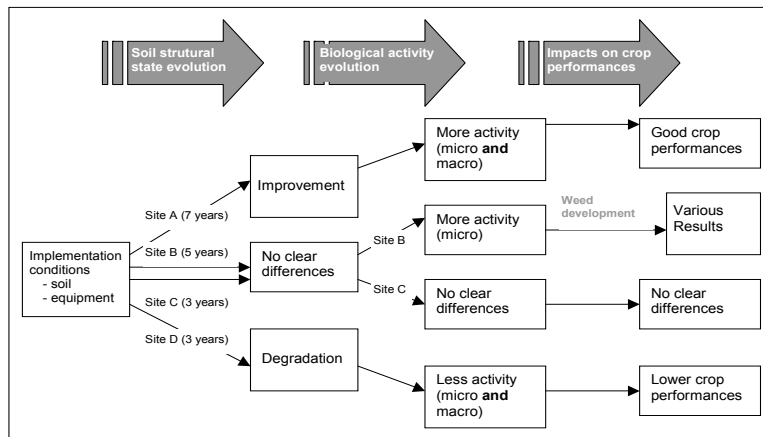 Soil strutural
state evolution
Biological activity
evolution
Impacts on crop
performances
More activity
(micro and
macro)
Good crop
performances
Improvement
Site A (7 years)
Weed
development
More activity
(micro)
Various
Results
Site B
Site B (5 years)
Implementation
conditions
- soil
- equipment
No clear
differences
Site C
No clear
differences
No clear
differences
Site C (3 years)
Site D (3 years)
Degradation
Less activity
(micro and
macro)
Lower crop
performances